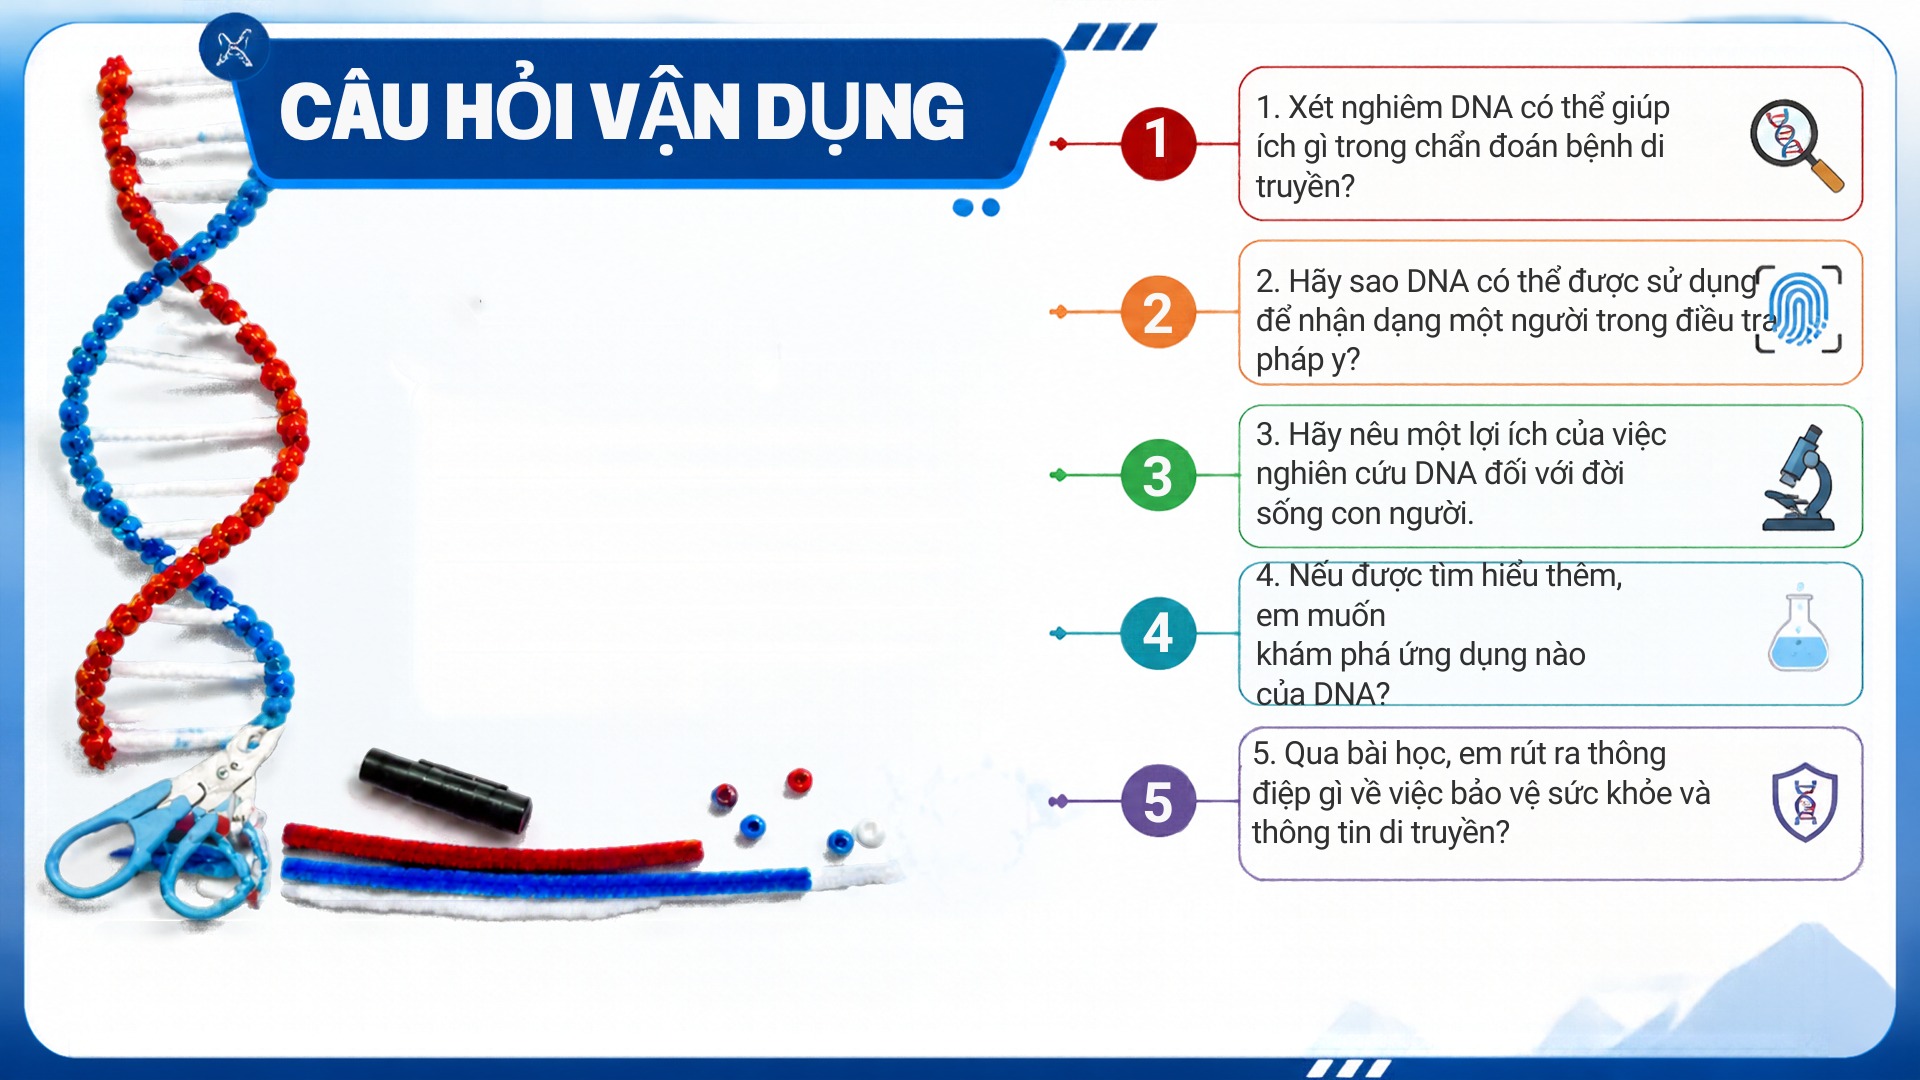 CÂU HỎI VẬN DỤNG
1
1. Xét nghiêm DNA có thể giúp
ích gì trong chẩn đoán bệnh di
truyền?
2
2. Hãy sao DNA có thể được sử dụng
để nhận dạng một người trong điều tra
pháp y?
3
3. Hãy nêu một lợi ích của việc
nghiên cứu DNA đối với đời
sống con người.
4
4. Nếu được tìm hiểu thêm,
em muốn
khám phá ứng dụng nào
của DNA?
5
5. Qua bài học, em rút ra thông
điệp gì về việc bảo vệ sức khỏe và
thông tin di truyền?